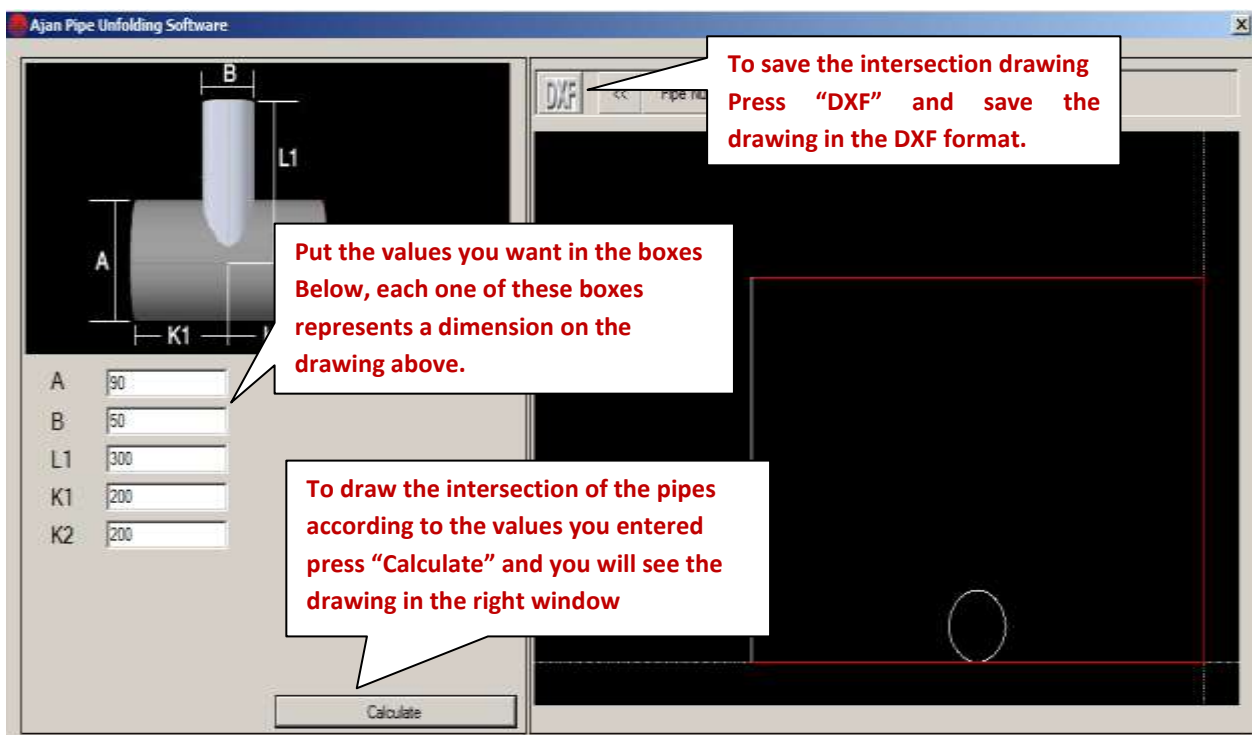 Ajan Pipe Unfolding Software
B
L1
A
K1
DXF <<
To save the intersection drawing
Press “DXF” and save the
drawing in the DXF format.
Put the values you want in the boxes
Below, each one of these boxes
represents a dimension on the
drawing above.
A 90
B 50
L1 300
K1 200
K2 200
To draw the intersection of the pipes
according to the values you entered
press “Calculate” and you will see the
drawing in the right window
Calculate